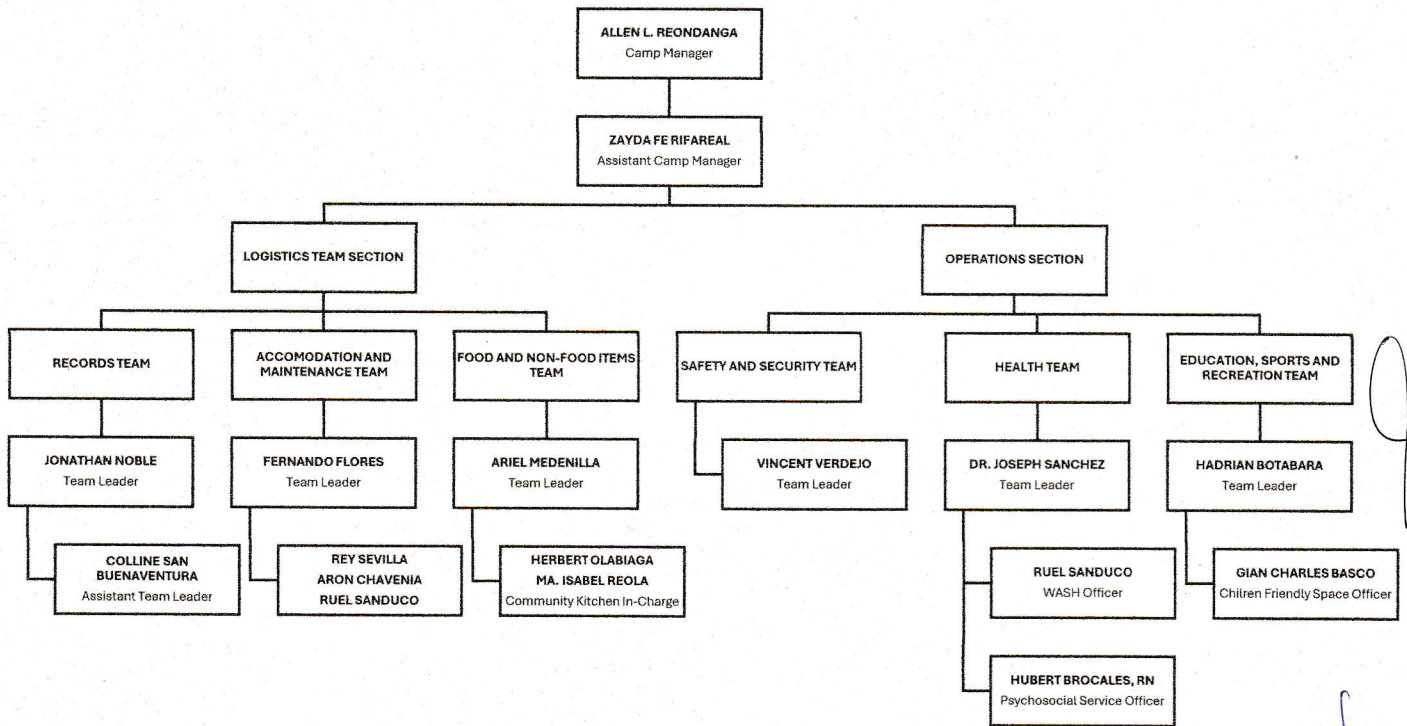 ALLEN L. REONDANGA
Camp Manager
ZAYDA FE RIFAREAL
Assistant Camp Manager
LOGISTICS TEAM SECTION
OPERATIONS SECTION
RECORDS TEAM
ACCOMODATION AND
MAINTENANCE TEAM
FOOD AND NON-FOOD ITEMS
TEAM
SAFETY AND SECURITY TEAM
HEALTH TEAM
EDUCATION, SPORTS AND
RECREATION TEAM
JONATHAN NOBLE
Team Leader
FERNANDO FLORES
Team Leader
ARIEL MEDENILLA
Team Leader
VINCENT VERDEJO
Team Leader
DR. JOSEPH SANCHEZ
Team Leader
HADRIAN BOTABARA
Team Leader
COLLINE SAN
BUENAVENTURA
Assistant Team Leader
REY SEVILLA
ARON CHAVENIA
RUEL SANDUCO
HERBERT OLABIAGA
MA. ISABEL REOLA
Community Kitchen In-Charge
RUEL SANDUCO
WASH Officer
GIAN CHARLES BASCO
Chilren Friendly Space Officer
HUBERT BROCALES, RN
Psychosocial Service Officer